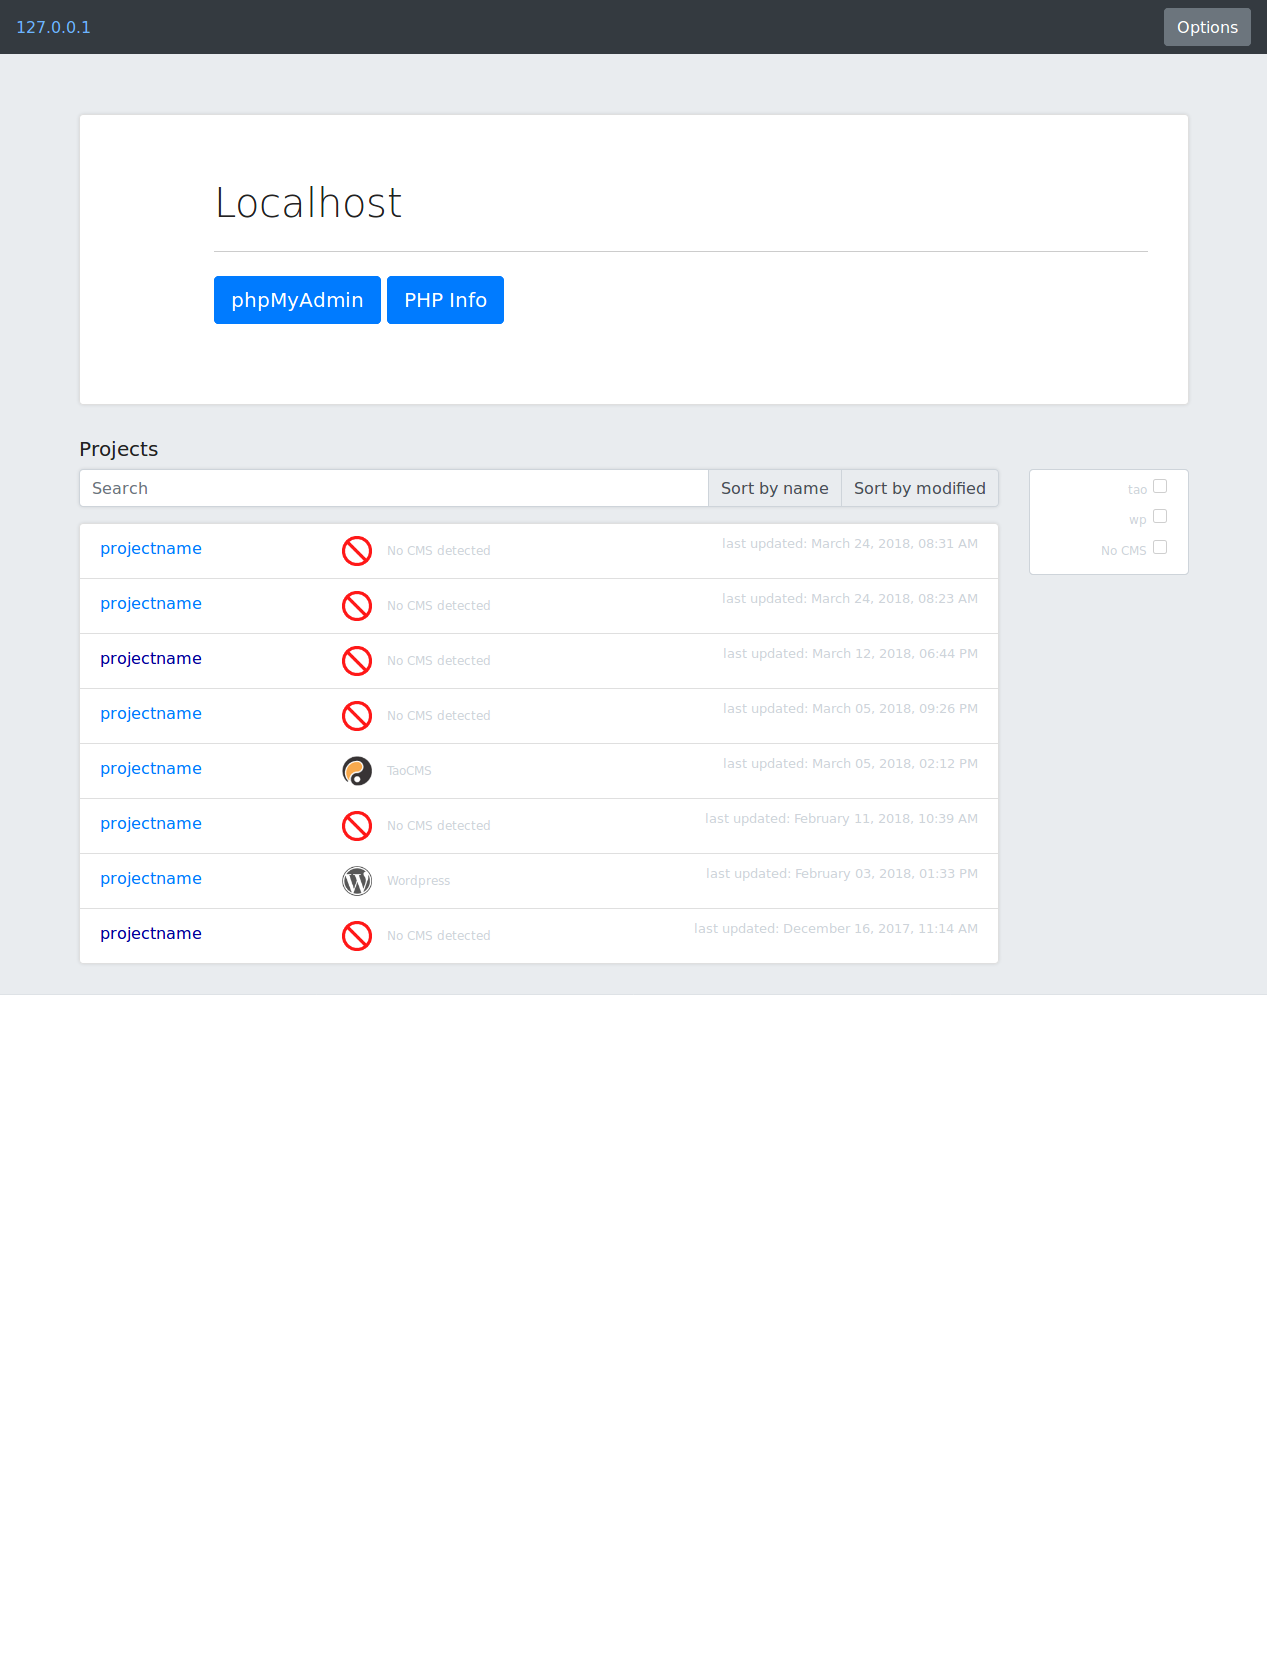 127.0.0.1 Options
Localhost
phpMyAdmin PHP Info
Projects
Search Sort by name Sort by modified
tao
wp
No CMS
projectname No CMS detected last updated: March 24, 2018, 08:31 AM
projectname No CMS detected last updated: March 24, 2018, 08:23 AM
projectname No CMS detected last updated: March 12, 2018, 06:44 PM
projectname No CMS detected last updated: March 05, 2018, 09:26 PM
projectname TaoCMS last updated: March 05, 2018, 02:12 PM
projectname No CMS detected last updated: February 11, 2018, 10:39 AM
projectname Wordpress last updated: February 03, 2018, 01:33 PM
projectname No CMS detected last updated: December 16, 2017, 11:14 AM